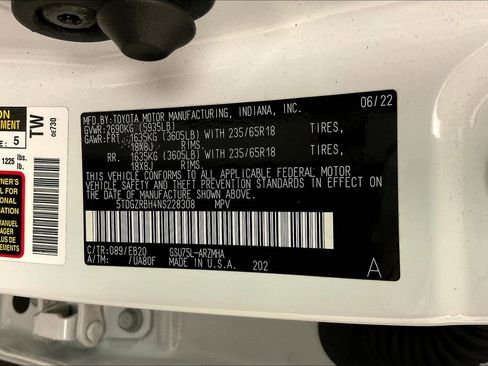 MFD.BY:TOYOTA MOTOR MANUFACTURING, INDIANA, INC. 06/22
GVWR:2690KG (5935LB)
GAWR:FRT. 1635KG (3605LB) WITH 235/65R18 TIRES,
18X8J RIMS.
RR. 1635KG (3605LB) WITH 235/65R18 TIRES,
18X8J RIMS.
THIS VEHICLE CONFORMS TO ALL APPLICABLE FEDERAL MOTOR
VEHICLE SAFETY AND THEFT PREVENTION STANDARDS IN EFFECT
ON THE DATE OF MANUFACTURE SHOWN ABOVE.
5TDGZRBH4NS228308 MPV
C/TR:089/EB20 GSU75L-ARZMHA
A/TM: /UA80F MADE IN U.S.A. 202
A
TW
oe730
5
1225 lbs.